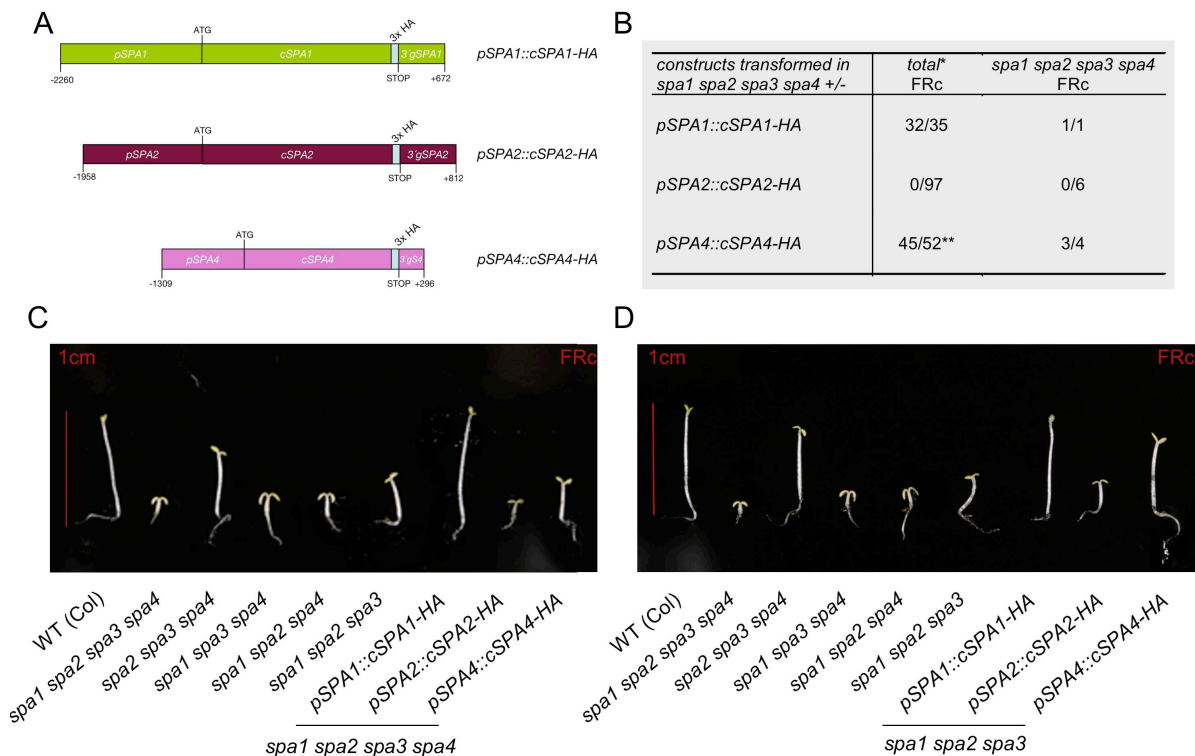 A
ATG
3x HA
pSPA1
cSPA1
3´gSPA1
pSPA1::cSPA1-HA
-2260
STOP
+672
ATG
3x HA
pSPA2
cSPA2
3´gSPA2
pSPA2::cSPA2-HA
-1958
STOP
+812
ATG
3x HA
pSPA4
cSPA4
3´gS4
pSPA4::cSPA4-HA
-1309
STOP
+296
B
constructs transformed in total* spa1 spa2 spa3 spa4
spa1 spa2 spa3 spa4 +/- FRc FRc
pSPA1::cSPA1-HA 32/35 1/1
pSPA2::cSPA2-HA 0/97 0/6
pSPA4::cSPA4-HA 45/52** 3/4
C
1cm
FRc
WT (Col)
spa1 spa2 spa3 spa4
spa2 spa3 spa4
spa1 spa3 spa4
spa1 spa2 spa4
spa1 spa2 spa3
pSPA1::cSPA1-HA
pSPA2::cSPA2-HA
pSPA4::cSPA4-HA
spa1 spa2 spa3 spa4
D
1cm
FRc
WT (Col)
spa1 spa2 spa3 spa4
spa2 spa3 spa4
spa1 spa3 spa4
spa1 spa2 spa4
spa1 spa2 spa3
pSPA1::cSPA1-HA
pSPA2::cSPA2-HA
pSPA4::cSPA4-HA
spa1 spa2 spa3